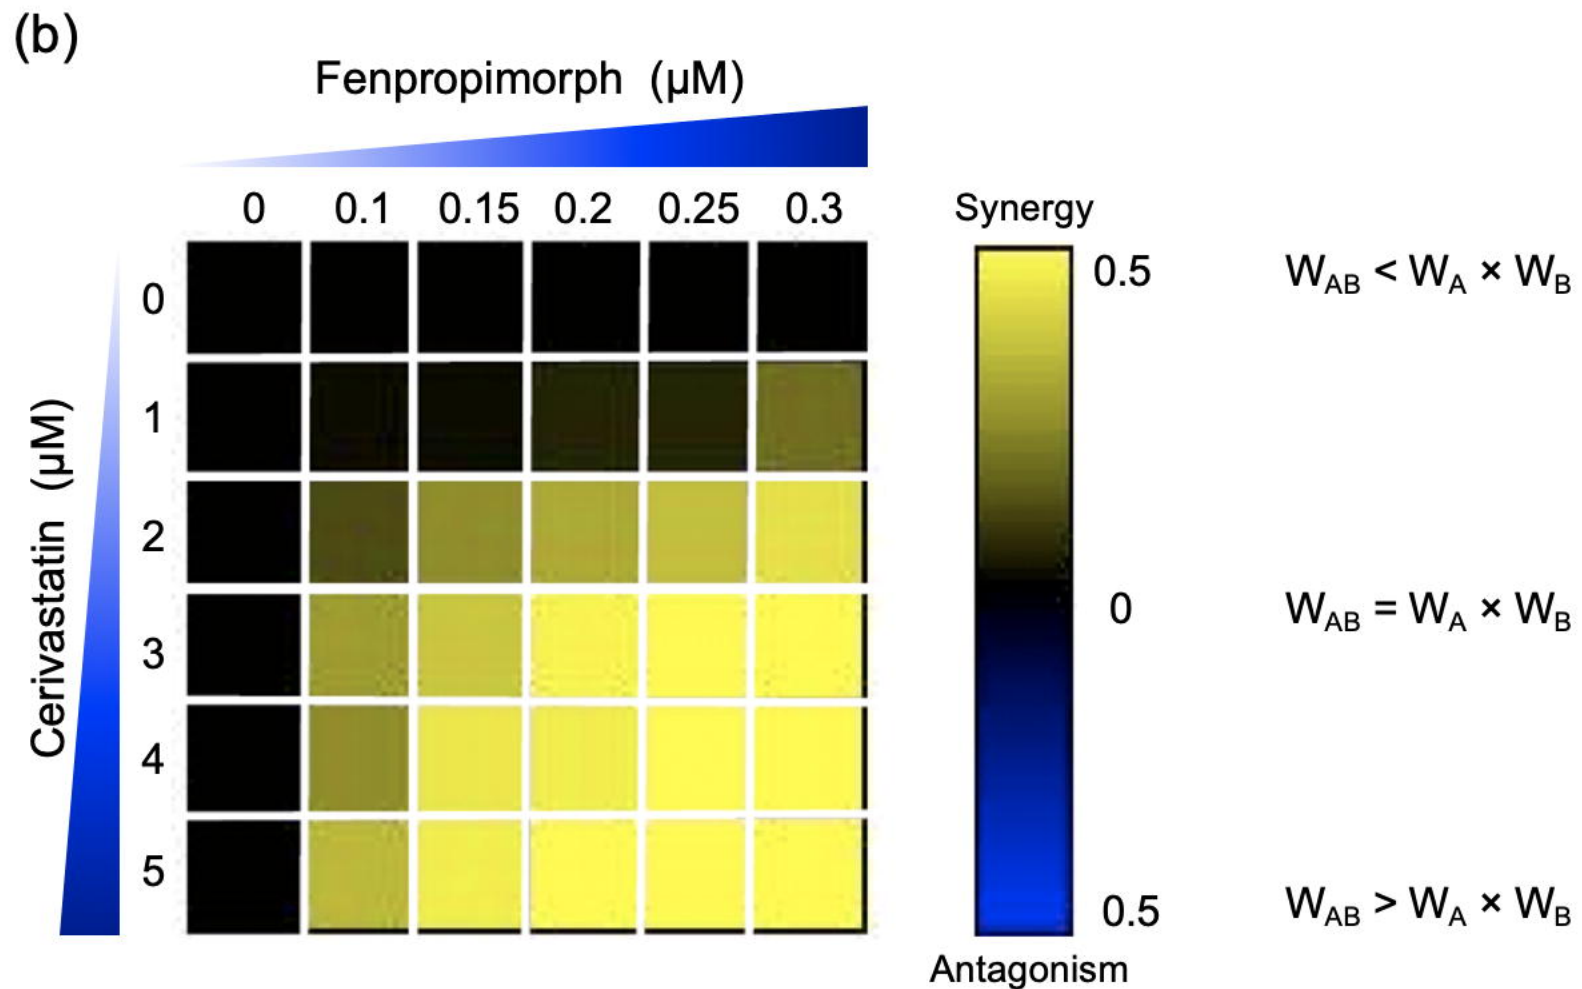 (b)
Fenpropimorph (μM)
0 0.1 0.15 0.2 0.25 0.3
Cerivastatin (μM)
0
1
2
3
4
5
Synergy
0.5
0
0.5
Antagonism
W_AB < W_A × W_B
W_AB = W_A × W_B
W_AB > W_A × W_B